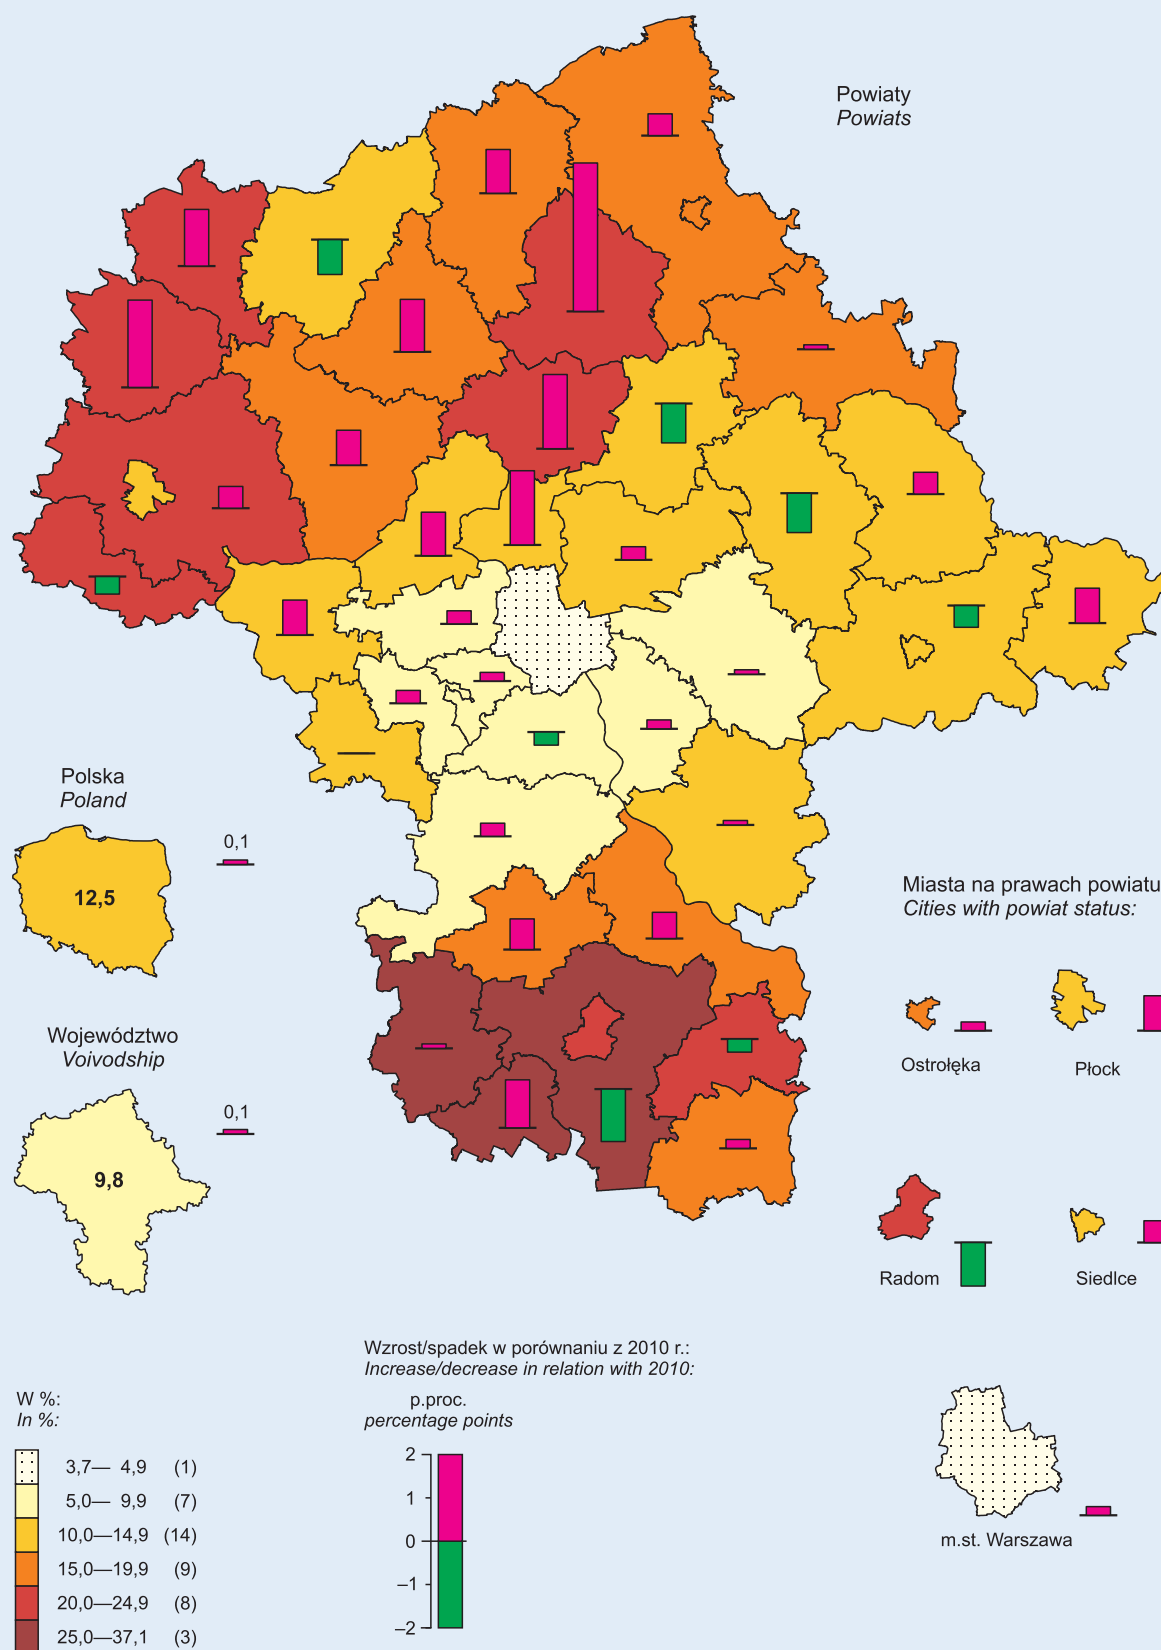 Powiaty
Powiats
Polska
Poland
0,1
12,5
Województwo
Voivodship
0,1
9,8
Miasta na prawach powiatu
Cities with powiat status:
Ostrołęka
Płock
Radom
Siedlce
m.st. Warszawa
Wzrost/spadek w porównaniu z 2010 r.:
Increase/decrease in relation with 2010:
p.proc.
percentage points
2
1
0
–1
–2
W %:
In %:
3,7— 4,9 (1)
5,0— 9,9 (7)
10,0—14,9 (14)
15,0—19,9 (9)
20,0—24,9 (8)
25,0—37,1 (3)